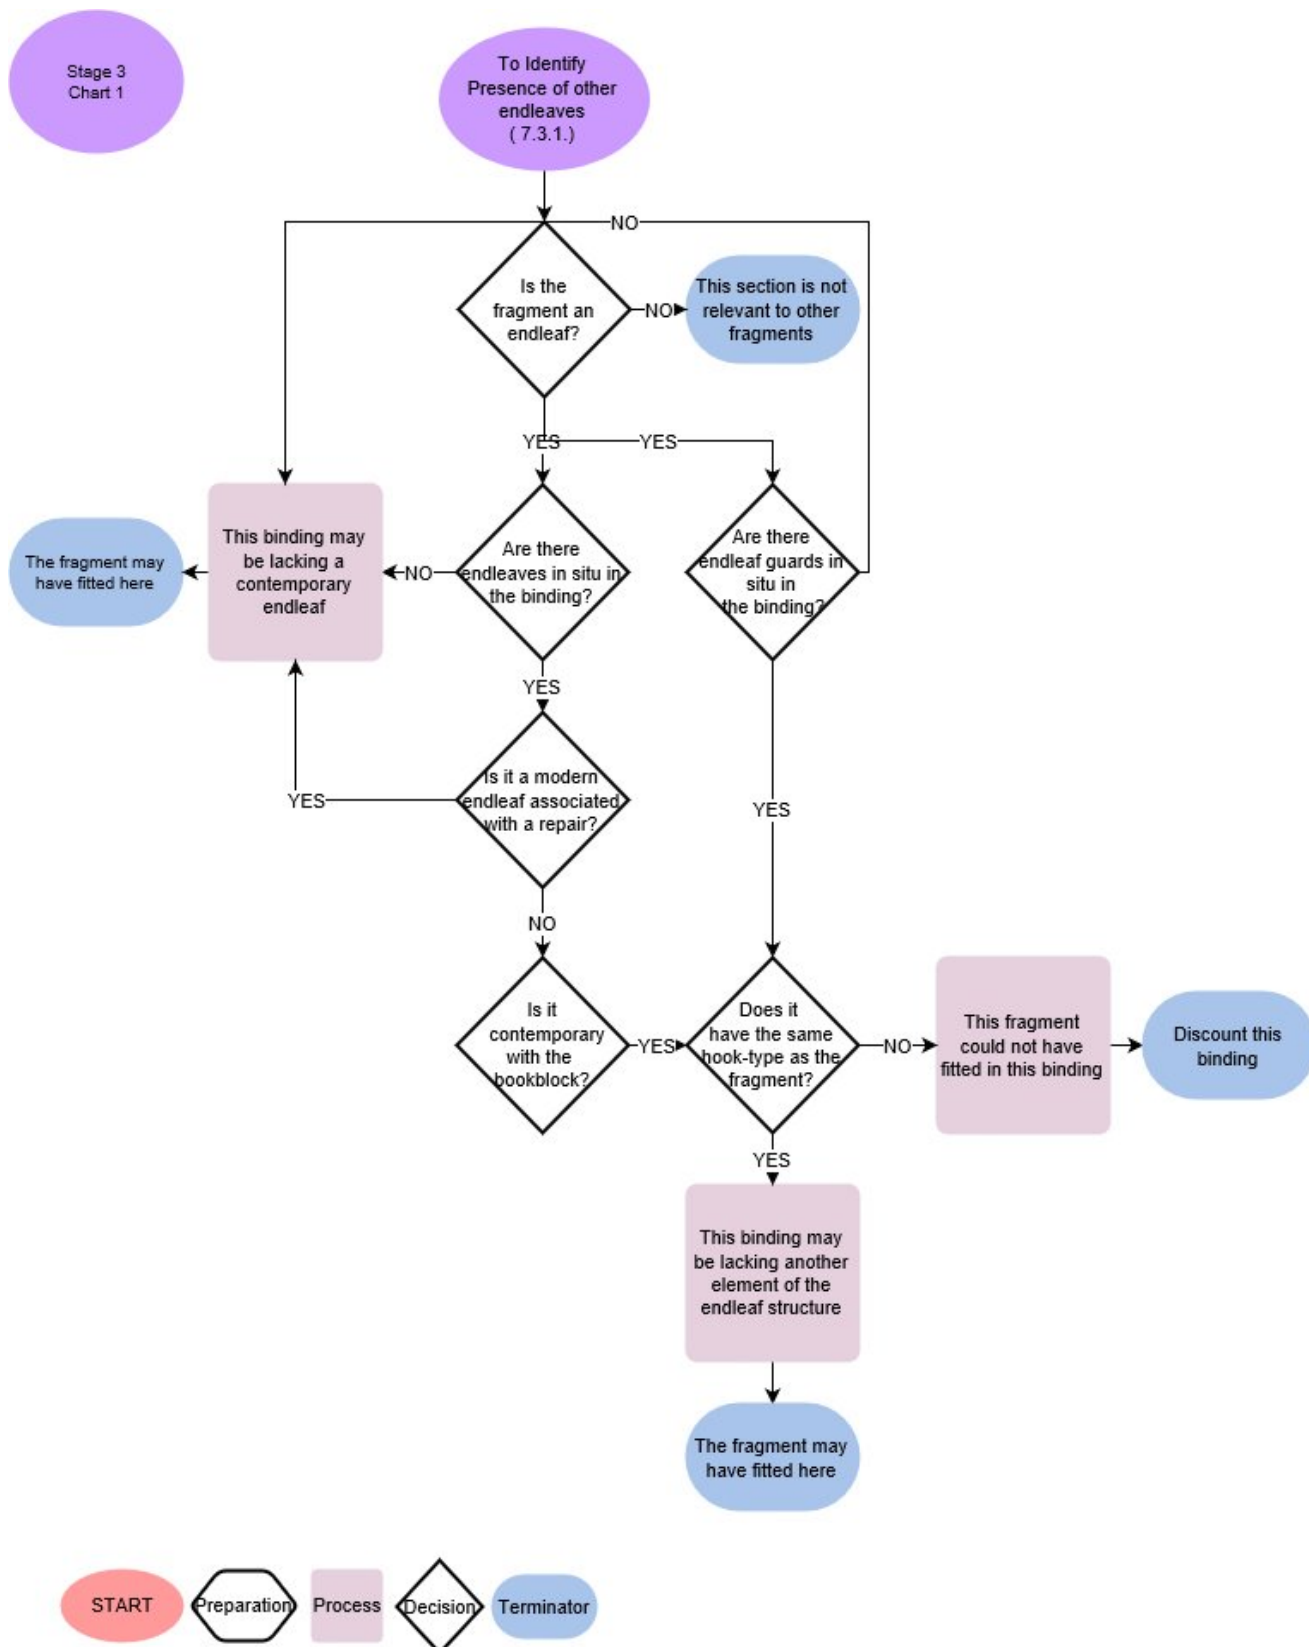 Stage 3
Chart 1
To Identify
Presence of other
endleaves
( 7.3.1.)
NO
Is the
fragment an
endleaf?
NO
This section is not
relevant to other
fragments
YES
YES
This binding may
be lacking a
contemporary
endleaf
The fragment may
have fitted here
NO
Are there
endleaves in situ in
the binding?
Are there
endleaf guards in
situ in
the binding?
YES
Is it a modern
endleaf associated
with a repair?
YES
YES
NO
Is it
contemporary
with the
bookblock?
YES
Does it
have the same
hook-type as the
fragment?
NO
This fragment
could not have
fitted in this binding
Discount this
binding
YES
This binding may
be lacking another
element of the
endleaf structure
The fragment may
have fitted here
START
Preparation
Process
Decision
Terminator